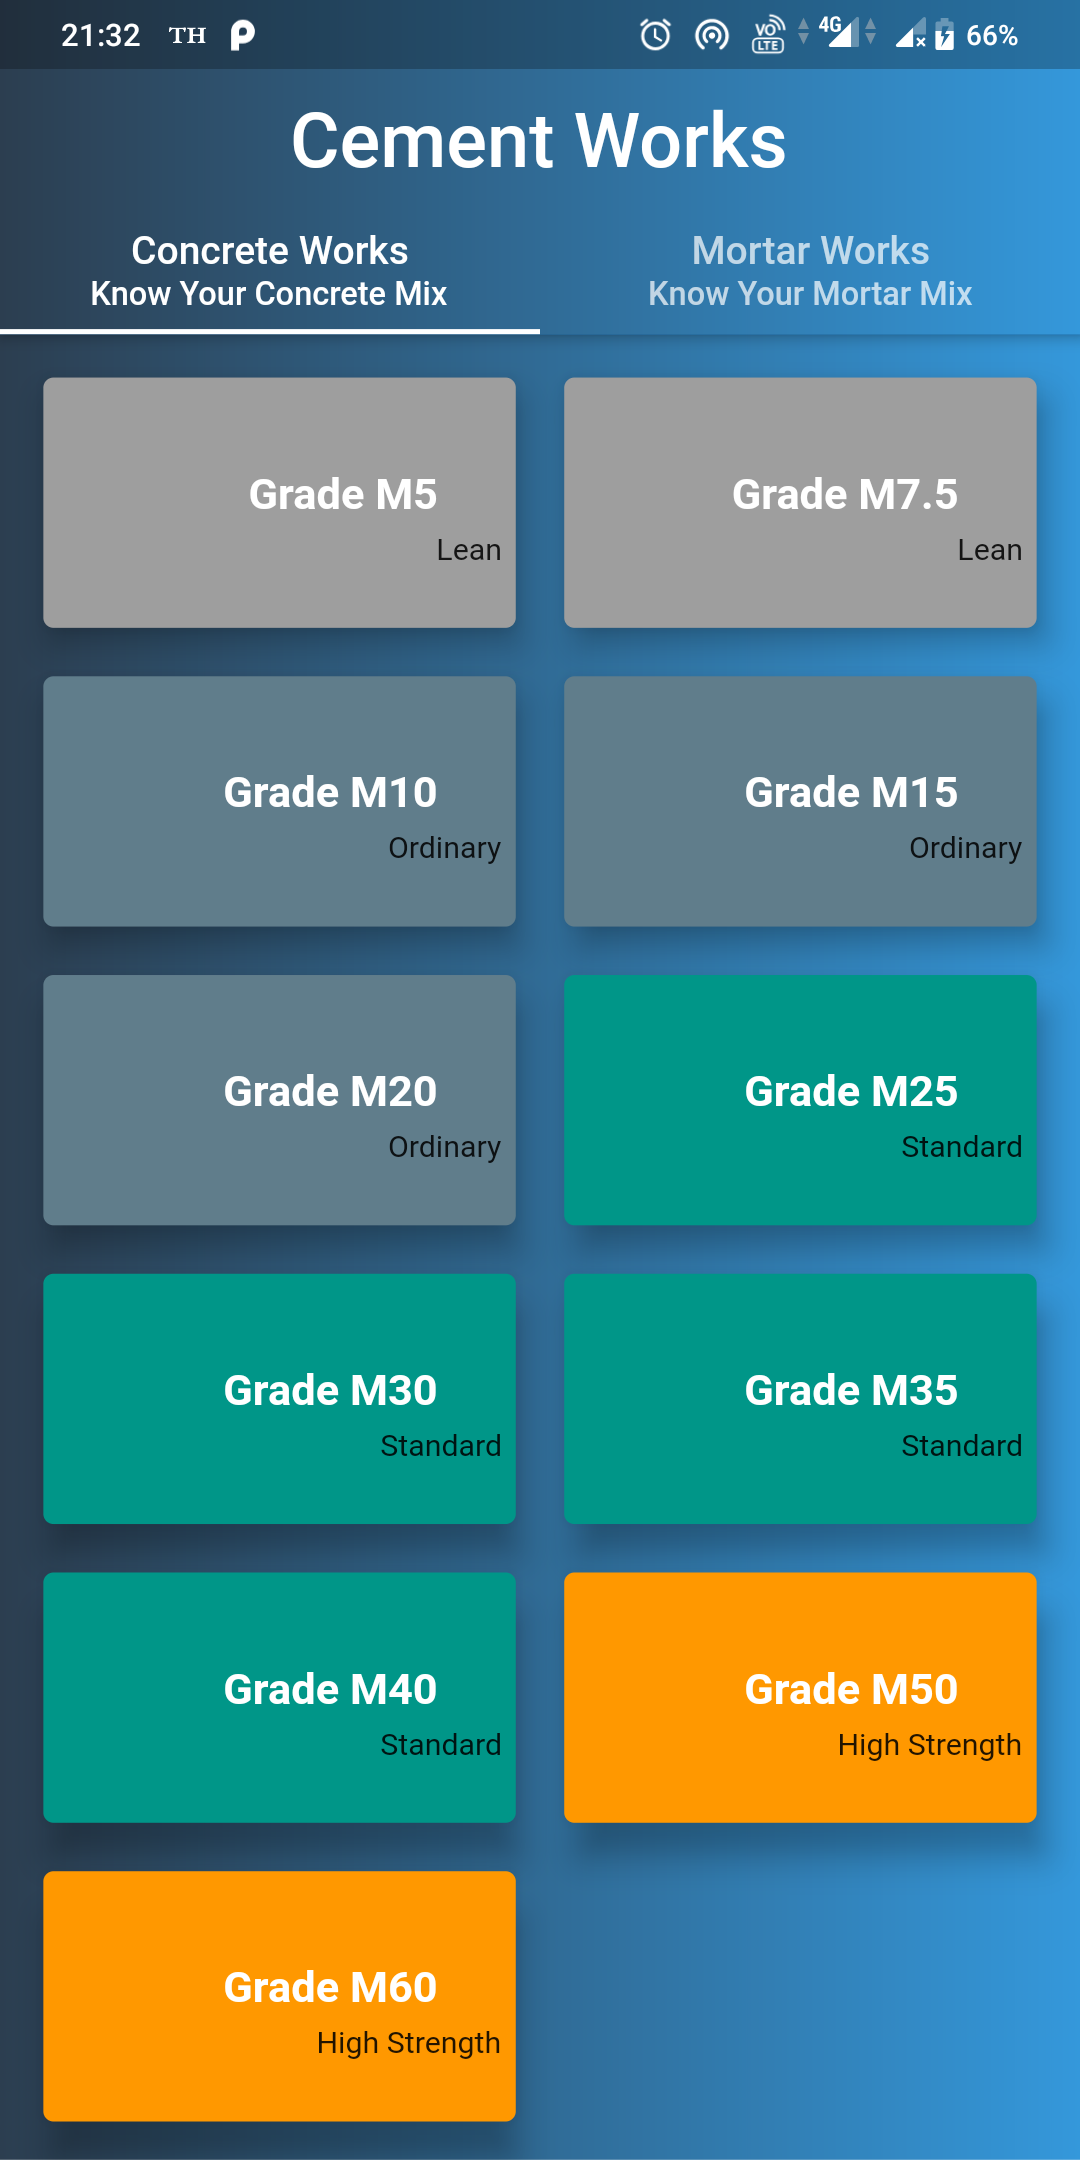 21:32 TH P VO LTE 4G 66%
Cement Works
Concrete Works
Know Your Concrete Mix
Mortar Works
Know Your Mortar Mix
Grade M5
Lean
Grade M7.5
Lean
Grade M10
Ordinary
Grade M15
Ordinary
Grade M20
Ordinary
Grade M25
Standard
Grade M30
Standard
Grade M35
Standard
Grade M40
Standard
Grade M50
High Strength
Grade M60
High Strength